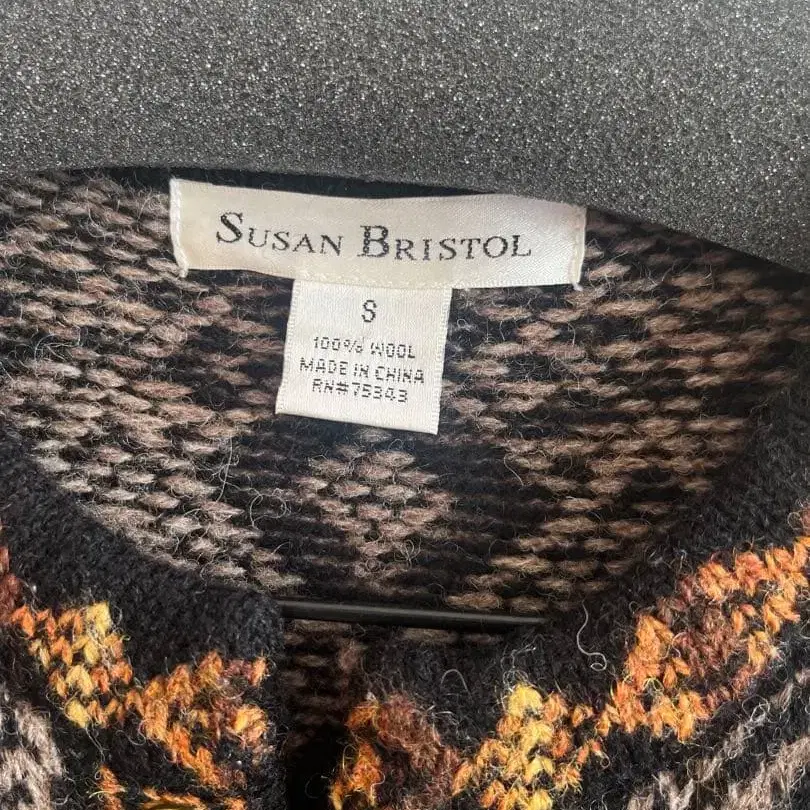 SUSAN BRISTOL
S
100% WOOL
MADE IN CHINA
RN#75343